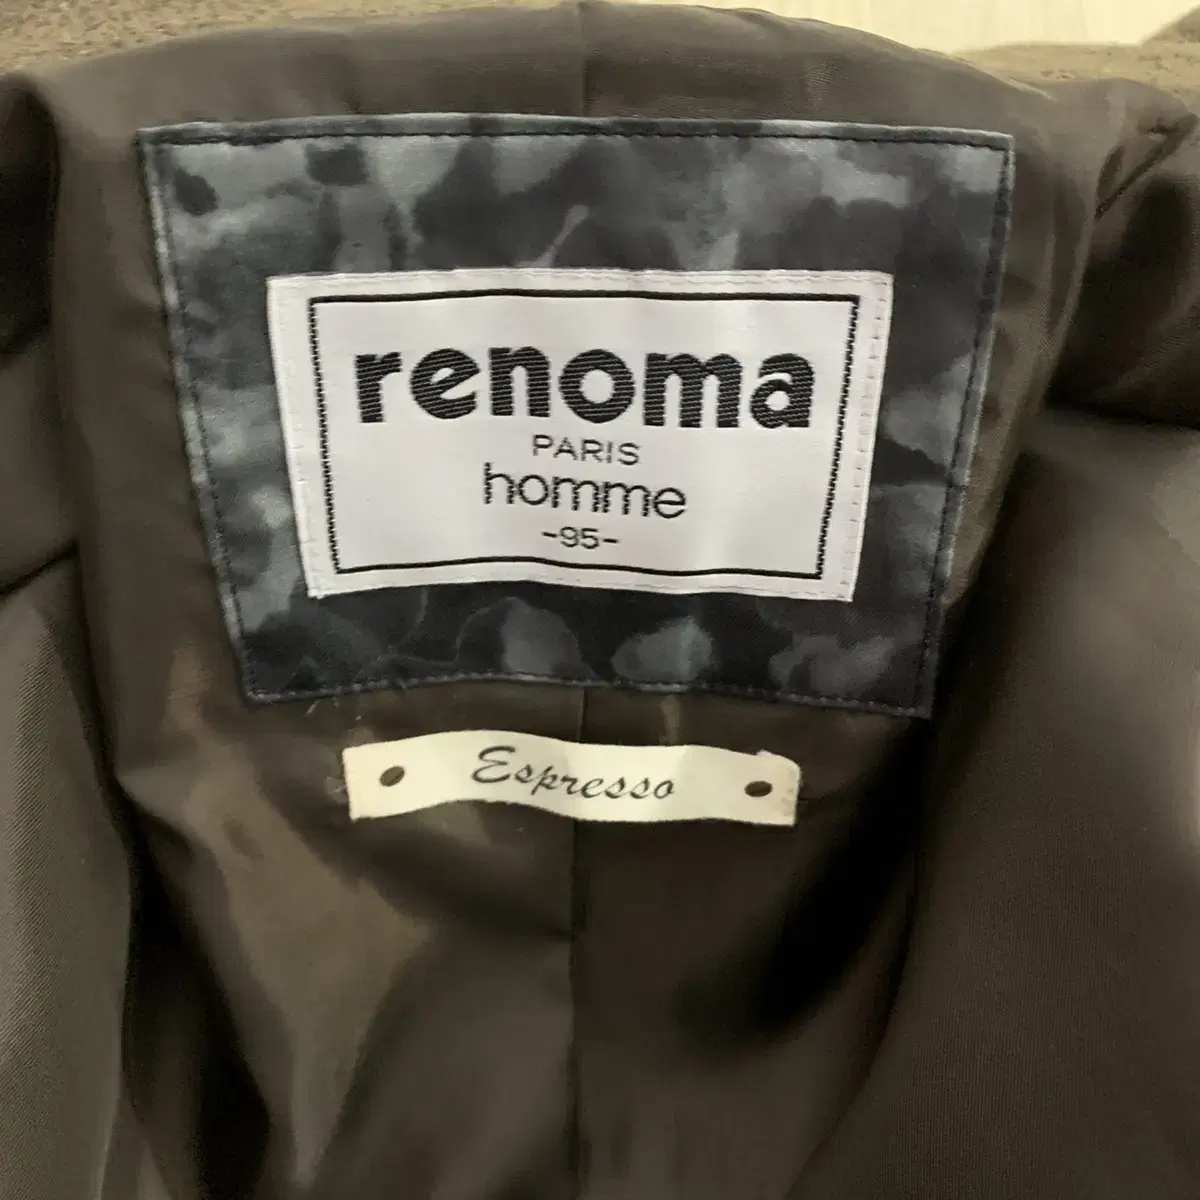 renoma
PARIS
homme
-95-
Espresso